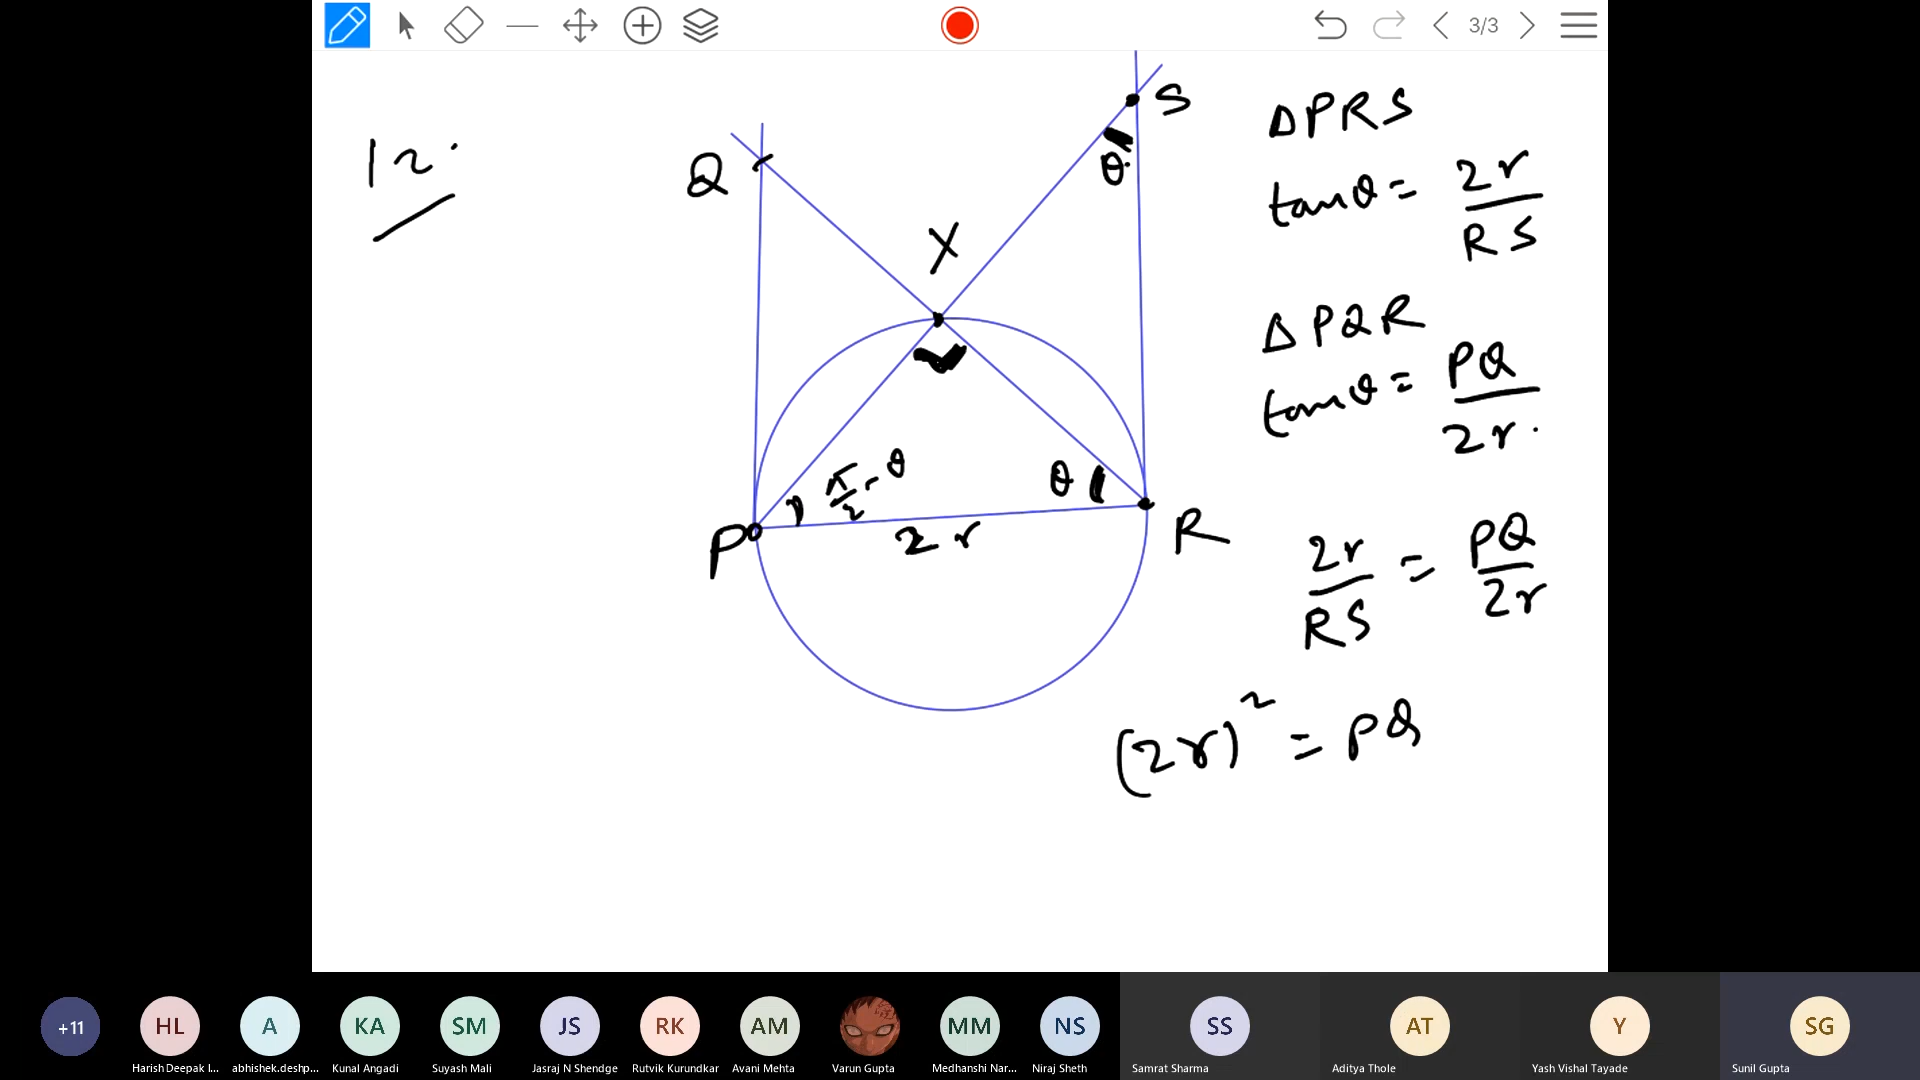 3/3
12.
Q
S
θ
X
π/2 - θ
θ
P
2r
R
ΔPRS
tanθ = 2r/RS
ΔPQR
tanθ = PQ/2r.
2r/RS = PQ/2r
(2r)² = PQ
+11
HL
A
KA
SM
JS
RK
AM
MM
NS
SS
AT
Y
SG
Harish Deepak I...
abhishek.deshp...
Kunal Angadi
Suyash Mali
Jasraj N Shendge
Rutvik Kurundkar
Avani Mehta
Varun Gupta
Medhanshi Nar...
Niraj Sheth
Samrat Sharma
Aditya Thole
Yash Vishal Tayade
Sunil Gupta